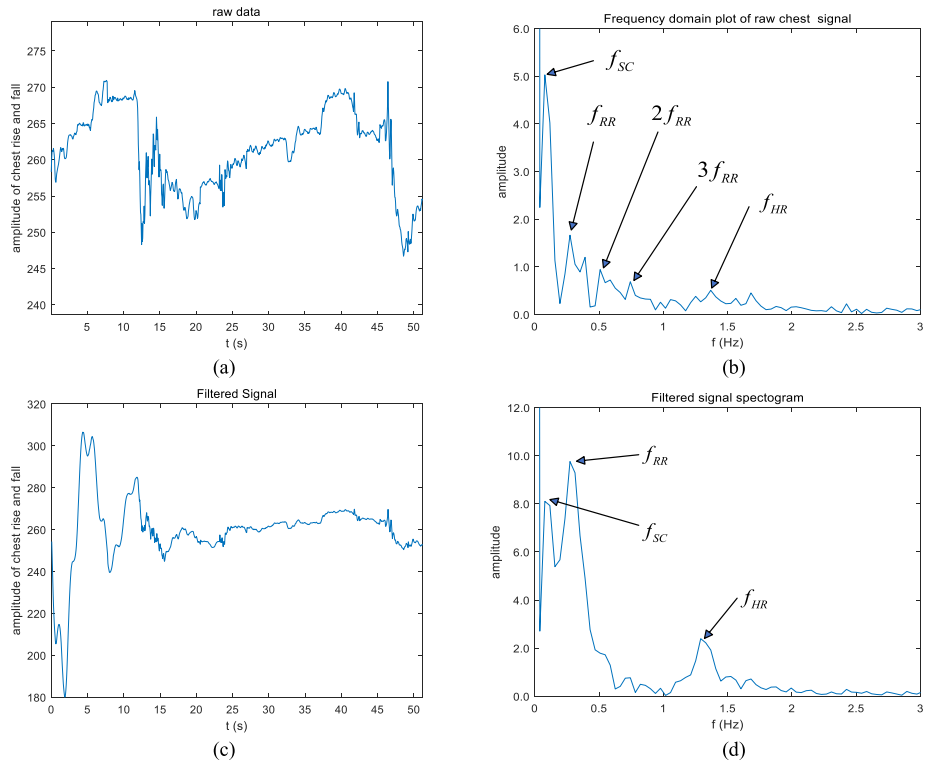 raw data
amplitude of chest rise and fall
275
270
265
260
255
250
245
240
5 10 15 20 25 30 35 40 45 50
t (s)
(a)
Frequency domain plot of raw chest signal
amplitude
6.0
5.0
4.0
3.0
2.0
1.0
0.0
f_SC
f_RR
2f_RR
3f_RR
f_HR
0 0.5 1 1.5 2 2.5 3
f (Hz)
(b)
Filtered Signal
amplitude of chest rise and fall
320
300
280
260
240
220
200
180
0 5 10 15 20 25 30 35 40 45 50
t (s)
(c)
Filtered signal spectogram
amplitude
12.0
10.0
8.0
6.0
4.0
2.0
0.0
f_RR
f_SC
f_HR
0 0.5 1 1.5 2 2.5 3
f (Hz)
(d)